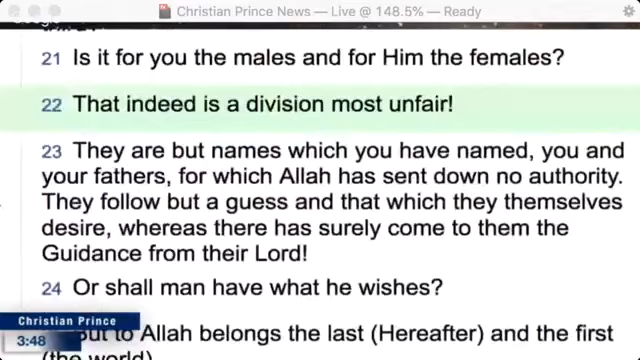 Christian Prince News — Live @ 148.5% — Ready
21 Is it for you the males and for Him the females?
22 That indeed is a division most unfair!
23 They are but names which you have named, you and
your fathers, for which Allah has sent down no authority.
They follow but a guess and that which they themselves
desire, whereas there has surely come to them the
Guidance from their Lord!
24 Or shall man have what he wishes?
Christian Prince
3:48
to Allah belongs the last (Hereafter) and the first
(the world)